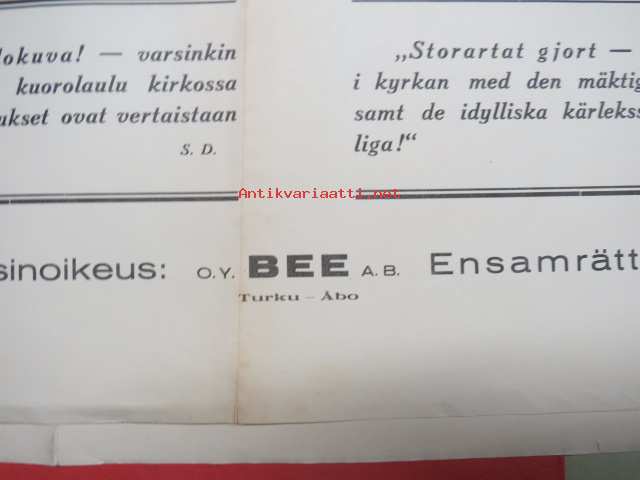 lokuva! — varsinkin
kuorolaulu kirkossa
ukset ovat vertaistaan
S. D.
„Storartat gjort —
i kyrkan med den mäktig
samt de idylliska kärlekss
liga!“
Antikvariaatti.net
sinoikeus: O.Y. BEE A.B. Ensamrätt
Turku – Åbo